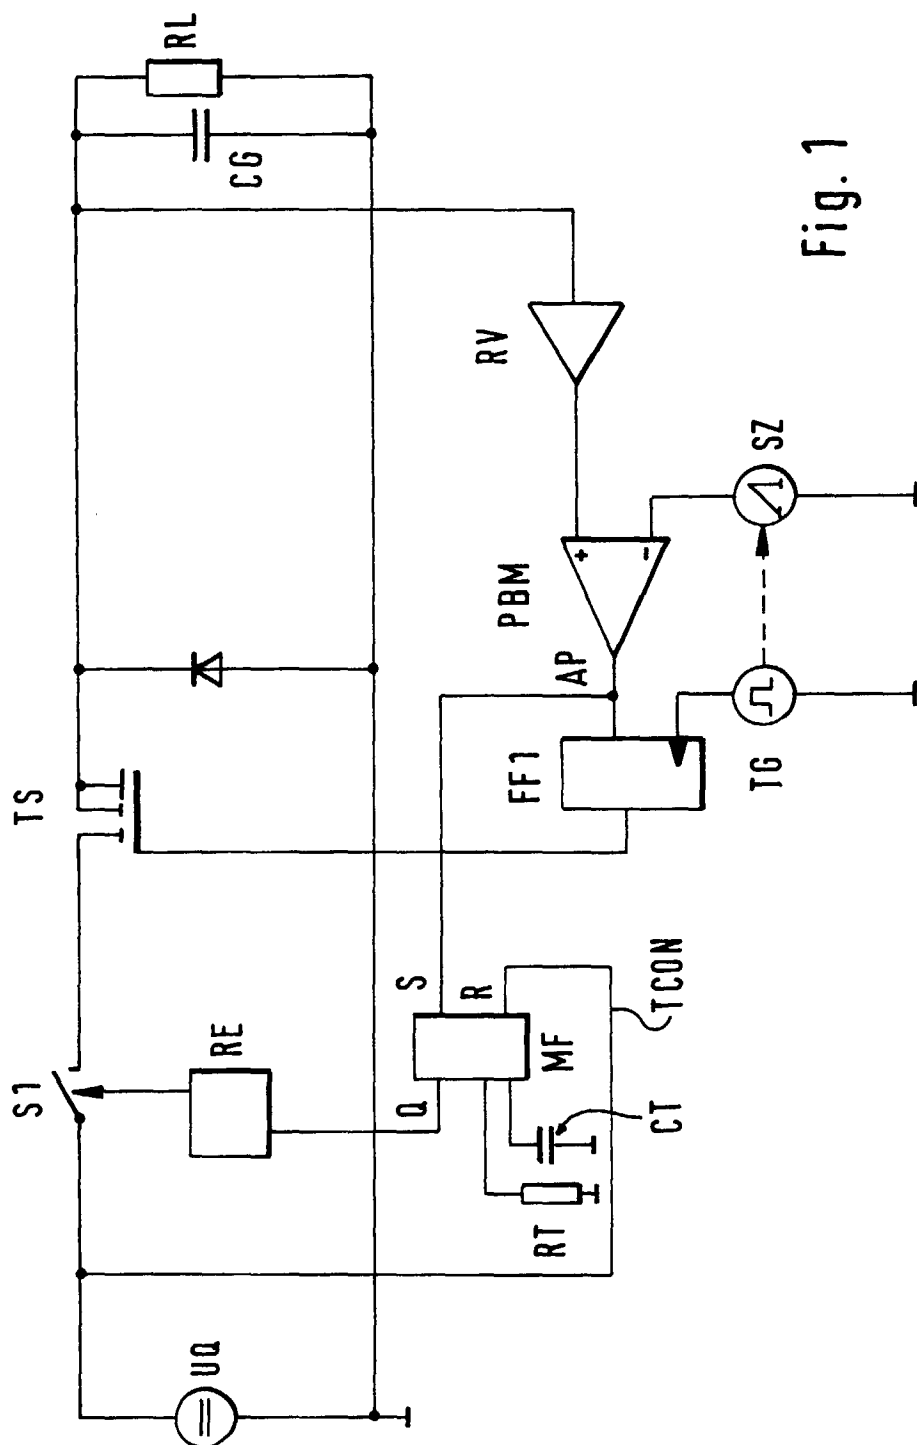 S1
TS
RL
CG
UQ
RE
Q
S
R
MF
RT
CT
TCON
AP
PBM
+
-
RV
FF1
TG
SZ
Fig. 1